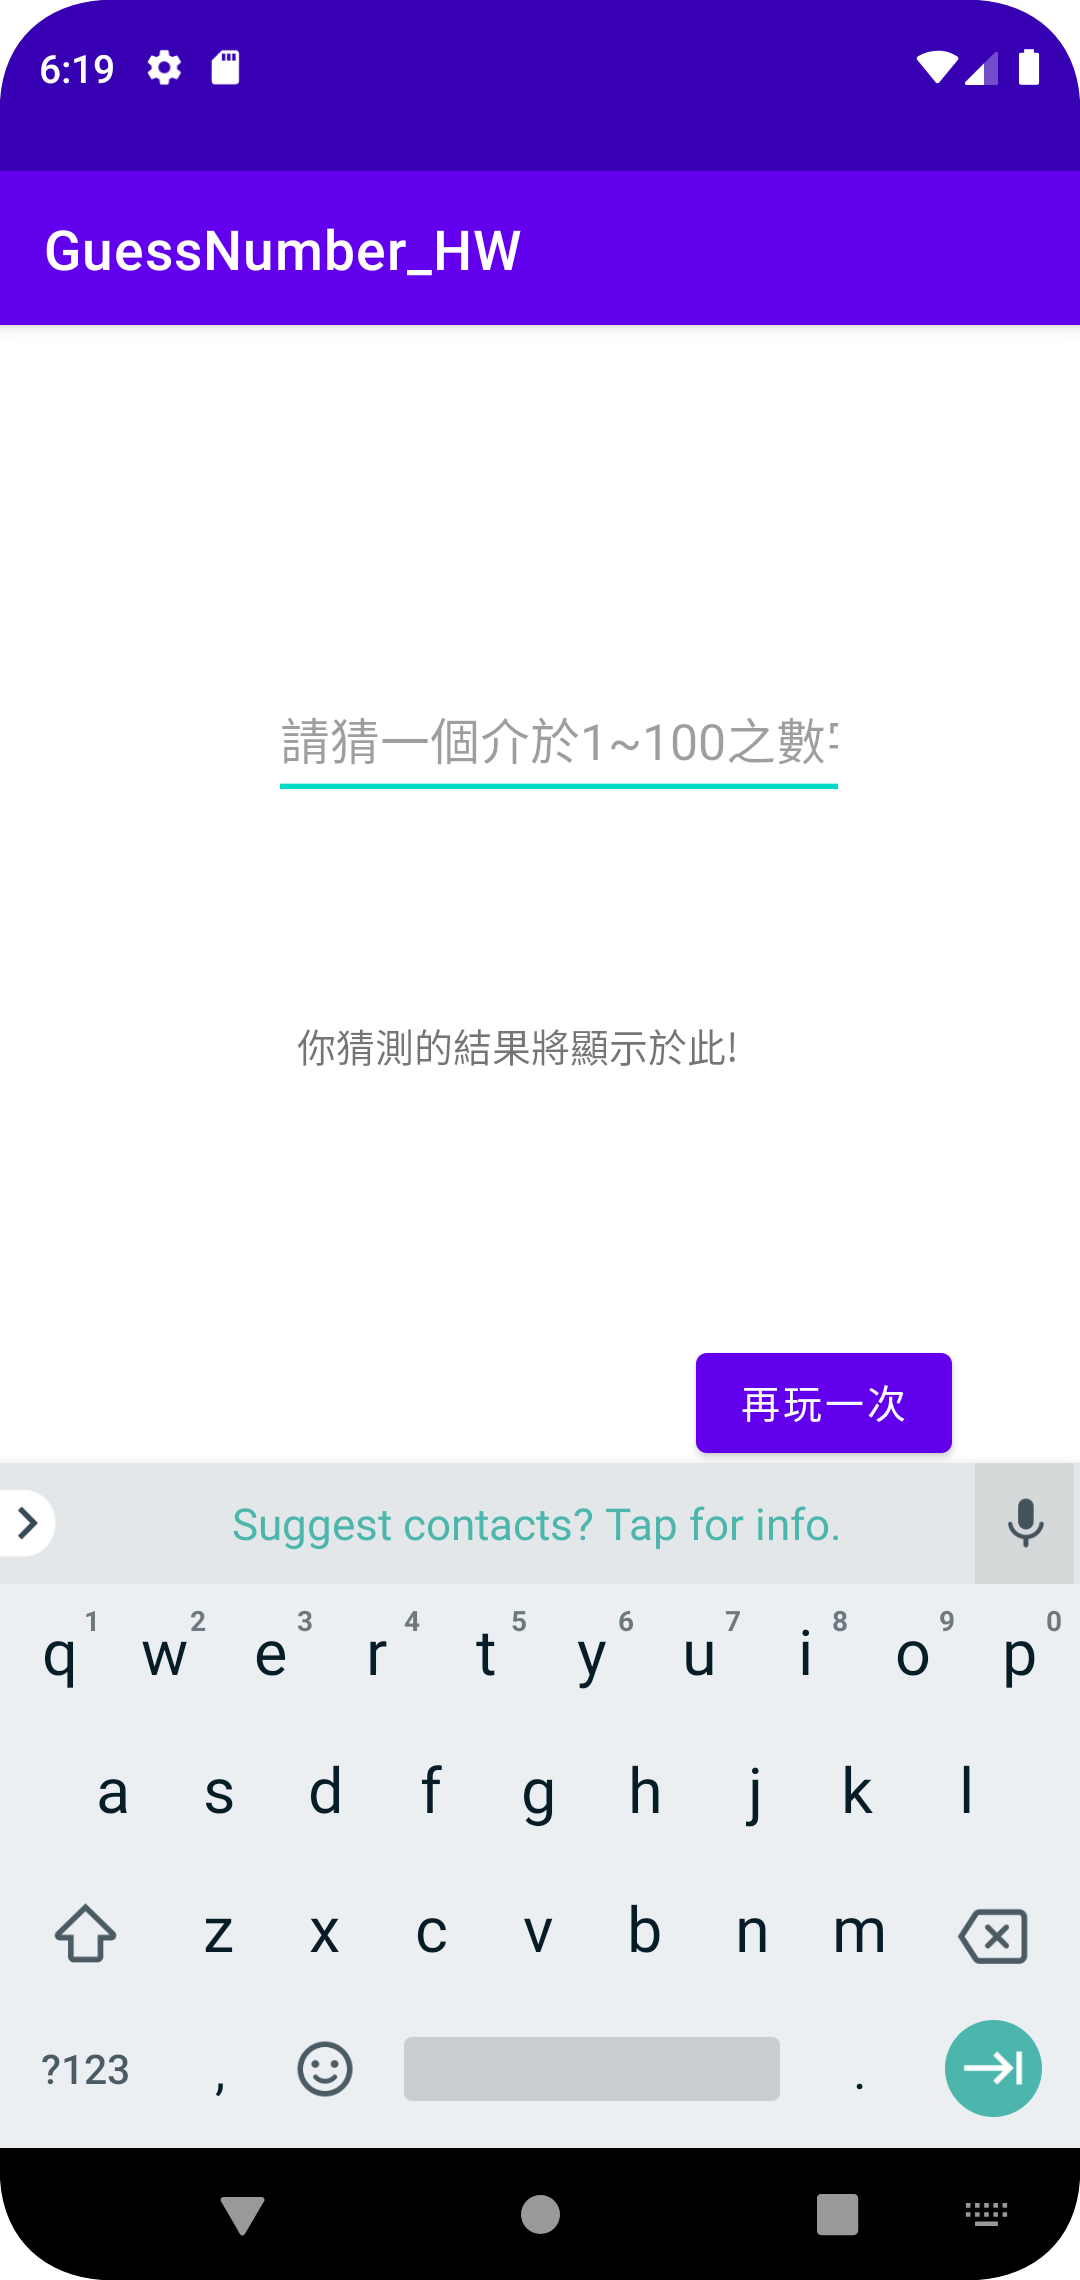 6:19
GuessNumber_HW
請猜一個介於1~100之數
你猜測的結果將顯示於此!
再玩一次
Suggest contacts? Tap for info.
q 1 w 2 e 3 r 4 t 5 y 6 u 7 i 8 o 9 p 0
a s d f g h j k l
z x c v b n m
?123 , .